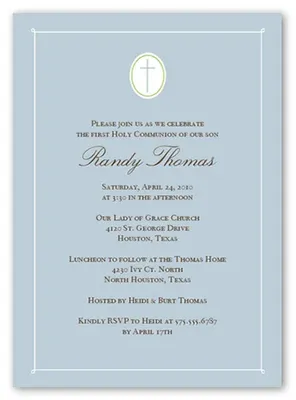 Please join us as we celebrate
the first Holy Communion of our son
Randy Thomas
Saturday, April 24, 2010
at 3:30 in the afternoon
Our Lady of Grace Church
4120 St. George Drive
Houston, Texas
Luncheon to follow at the Thomas Home
4230 Ivy Ct. North
North Houston, Texas
Hosted by Heidi & Burt Thomas
Kindly RSVP to Heidi at 575.555.6787
by April 17th